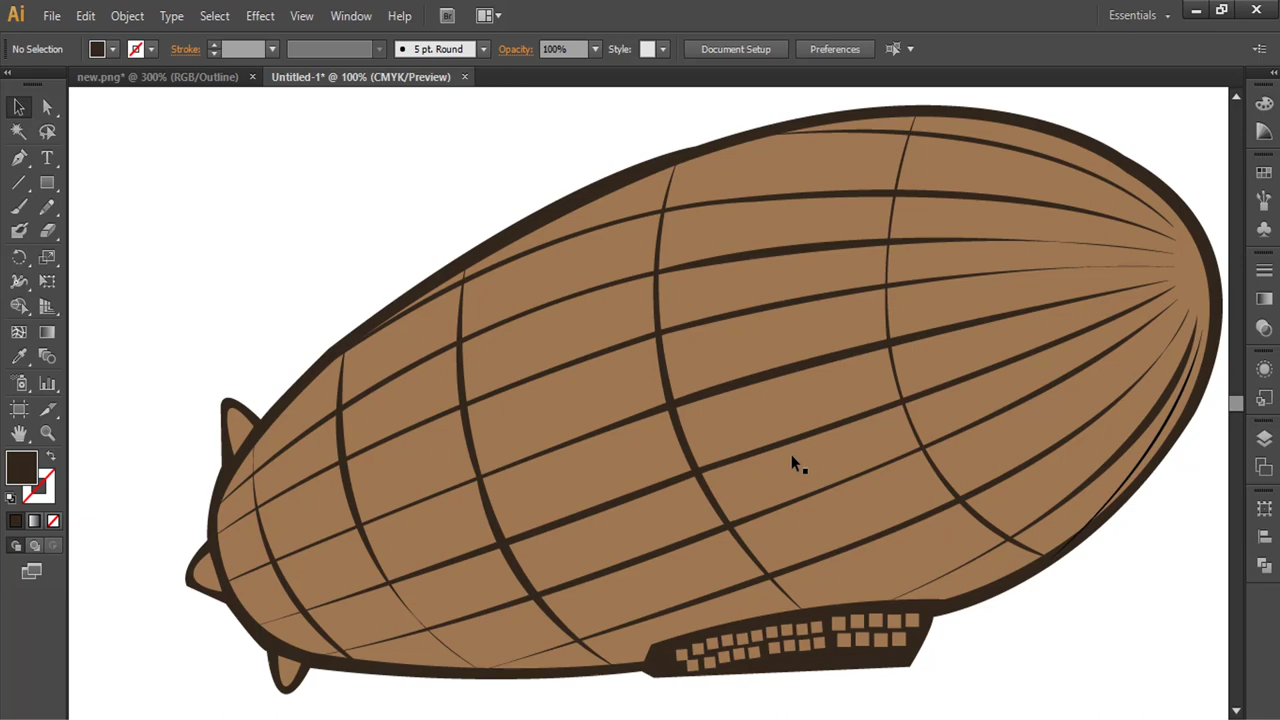 Ai File Edit Object Type Select Effect View Window Help Br Essentials
No Selection Stroke: 5 pt. Round Opacity: 100% Style: Document Setup Preferences
new.png* @ 300% (RGB/Outline) Untitled-1* @ 100% (CMYK/Preview)
T